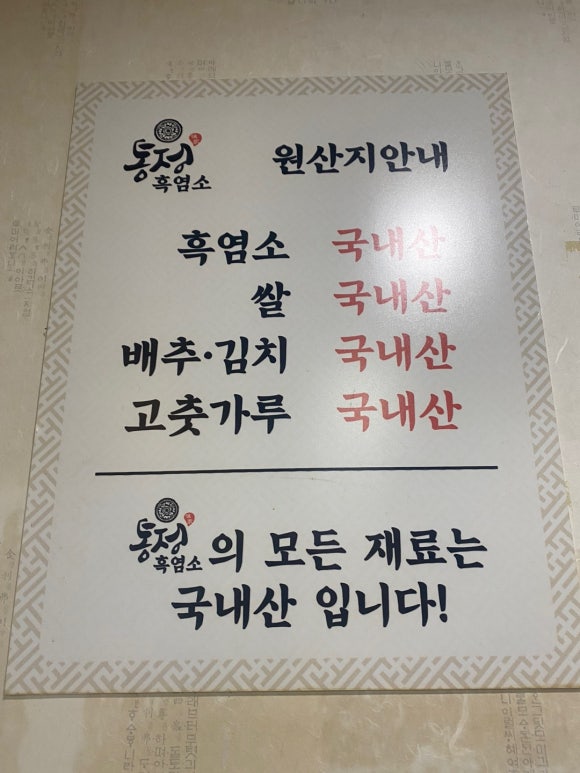 통정
흑염소
원산지안내
흑염소 국내산
쌀 국내산
배추·김치 국내산
고춧가루 국내산
통정
흑염소의 모든 재료는
국내산 입니다!